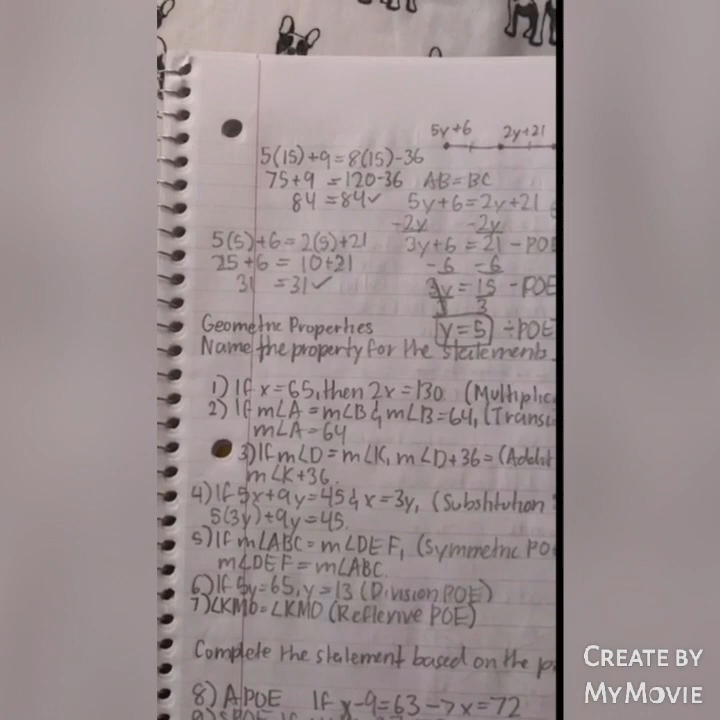 5y+6 2y+21
5(15)+9=8(15)-36
75+9 =120-36 AB=BC
84 =84✓ 5y+6=2y+21
-2y -2y
5(5)+6=2(5)+21 3y+6=21 -POE
25+6= 10+21 -6 -6
31 =31✓ 3y=15 -POE
3 3
Geometric Properties y=5 ÷POE
Name the property for the statements.
1) If x=65, then 2x=130. (Multiplic
2) If m∠A=m∠B & m∠B=64, (Transi
m∠A=64
3) If m∠D=m∠K, m∠D+36= (Addit
m∠K+36.
4) If 5x+9y=45 & x=3y, (Substitution
5(3y)+9y=45.
5) If m∠ABC=m∠DEF, (Symmetric PO
m∠DEF=m∠ABC.
6) If 5y=65, y=13 (Division POE)
7) ∠KMO=∠KMO (Reflexive POE)
Complete the statement based on the p
8) APOE If x-9=63->x=72
CREATE BY
MYMOVIE